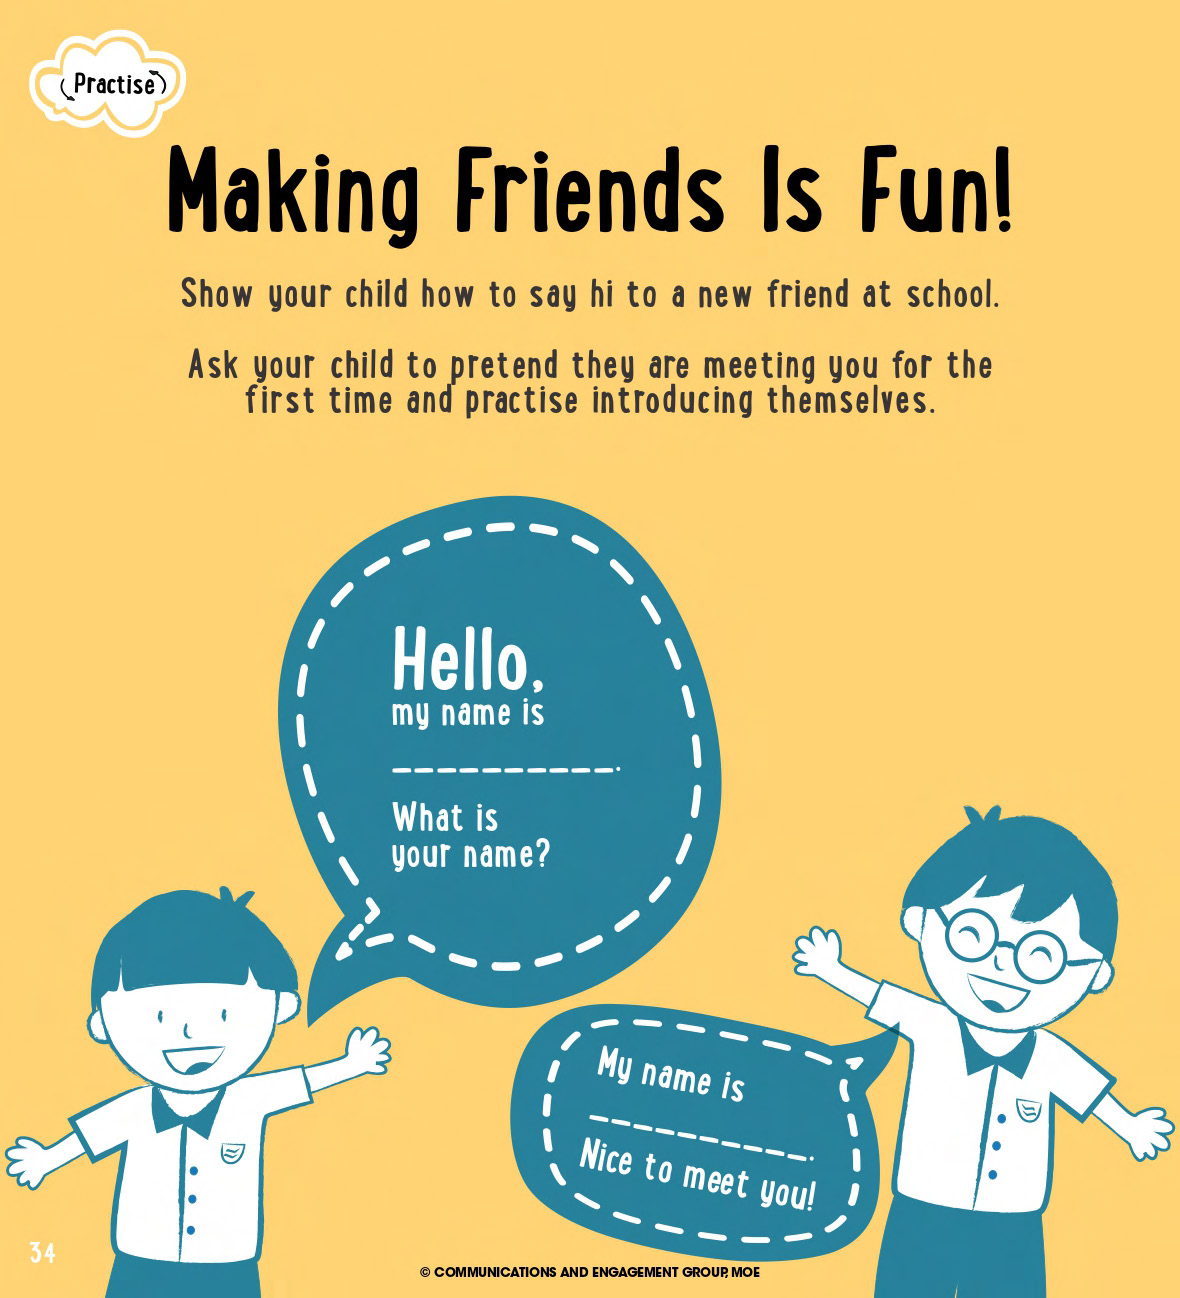 Practise
Making Friends Is Fun!
Show your child how to say hi to a new friend at school.
Ask your child to pretend they are meeting you for the
first time and practise introducing themselves.
Hello,
my name is
___________.
What is
your name?
My name is
__________.
Nice to meet you!
34
© COMMUNICATIONS AND ENGAGEMENT GROUP, MOE